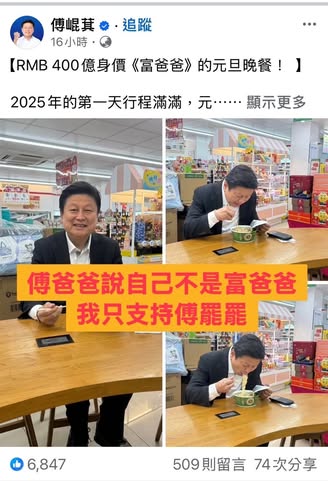 傅崐萁 · 追蹤
16小時 ·
【RMB 400億身價《富爸爸》的元旦晚餐！ 】
2025年的第一天行程滿滿，元…… 顯示更多
傅爸爸說自己不是富爸爸
我只支持傅罷罷
6,847
509則留言 74次分享